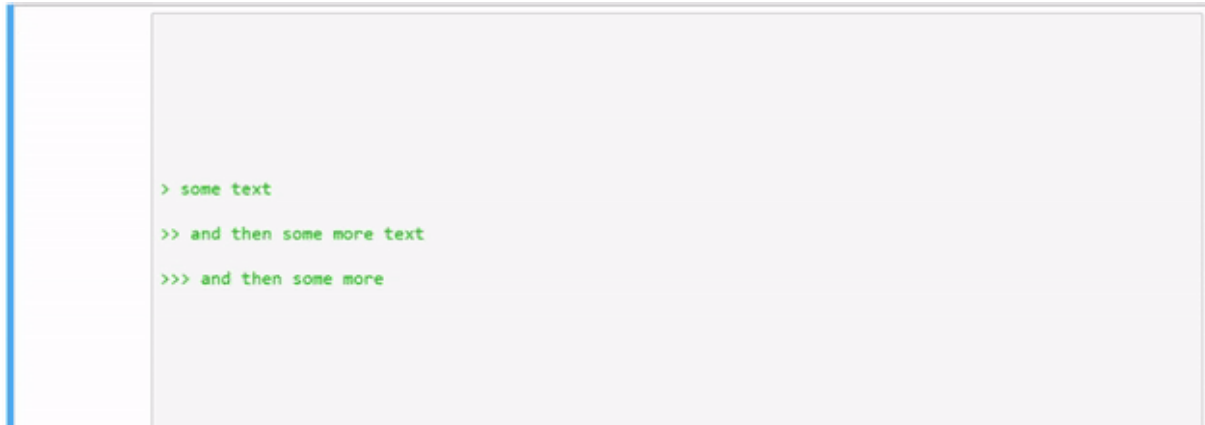 > some text
>> and then some more text
>>> and then some more